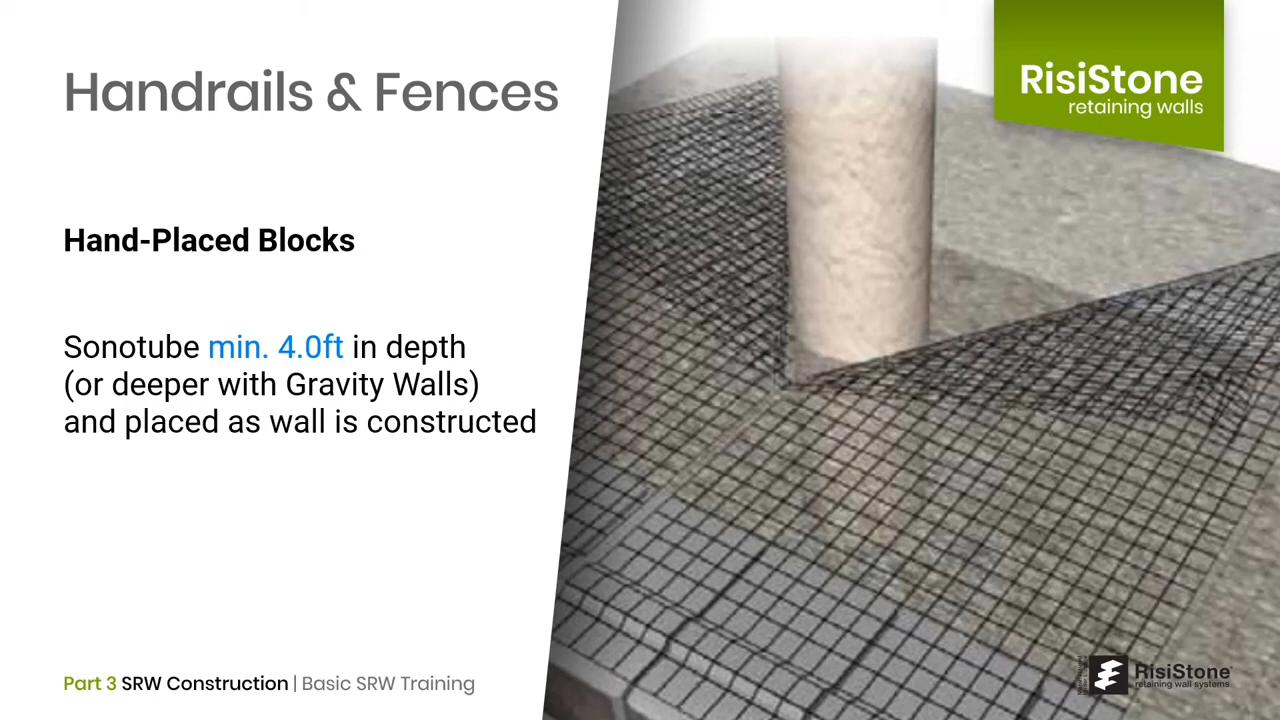 Handrails & Fences
RisiStone
retaining walls
Hand-Placed Blocks
Sonotube min. 4.0ft in depth
(or deeper with Gravity Walls)
and placed as wall is constructed
Part 3 SRW Construction | Basic SRW Training
RisiStone
retaining wall systems